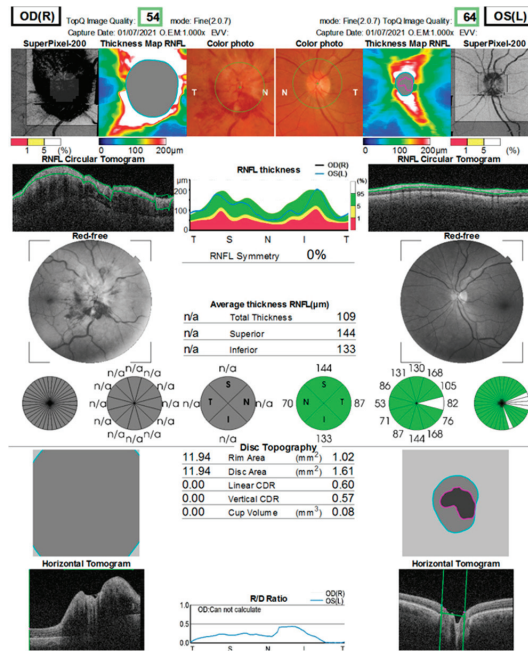 OD(R) TopQ Image Quality: 54 mode: Fine(2.0.7) mode: Fine(2.0.7) TopQ Image Quality: 64 OS(L)
Capture Date: 01/07/2021 O.E.M:1.000x EVV: Capture Date: 01/07/2021 O.E.M:1.000x EVV:
SuperPixel-200 Thickness Map RNFL Color photo Color photo Thickness Map RNFL SuperPixel-200
T N N T
1 5 (%) 0 100 200μm 0 100 200μm 1 5 (%)
RNFL Circular Tomogram RNFL thickness OD(R) OS(L) RNFL Circular Tomogram
μm
200
100
0
(%)
95
5
1
T S N I T
RNFL Symmetry 0%
Red-free Red-free
Average thickness RNFL(μm)
n/a Total Thickness 109
n/a Superior 144
n/a Inferior 133
n/a n/a n/a n/a n/a n/a n/a n/a n/a n/a n/a n/a
n/a n/a n/a n/a
S T N I
144 70 87 133
S T N I
131 130 168 86 105 53 82 71 76 87 144 168
Disc Topography
11.94 Rim Area (mm²) 1.02
11.94 Disc Area (mm²) 1.61
0.00 Linear CDR 0.60
0.00 Vertical CDR 0.57
0.00 Cup Volume (mm³) 0.08
Horizontal Tomogram Horizontal Tomogram
R/D Ratio OD(R) OS(L)
1.0 OD:Can not calculate
0.5
0.0
T S N I T